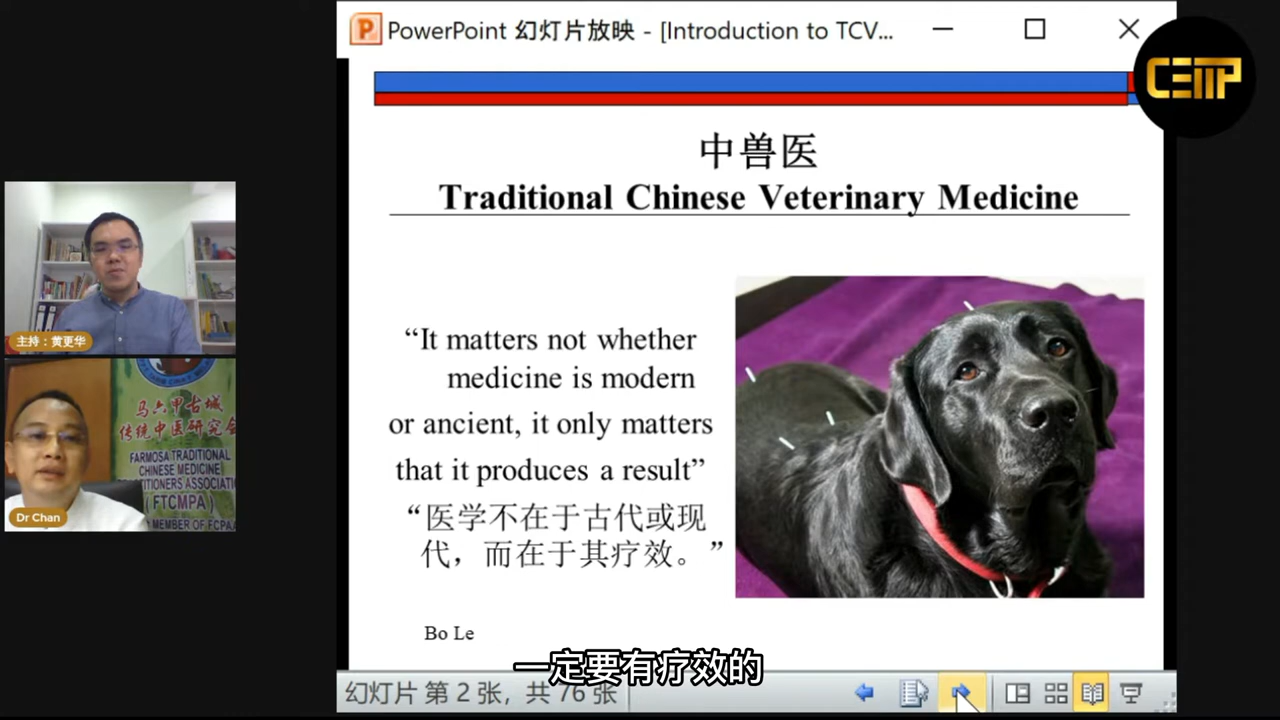 PowerPoint 幻灯片放映 - [Introduction to TCV...
CEMP
中兽医
Traditional Chinese Veterinary Medicine
“It matters not whether
medicine is modern
or ancient, it only matters
that it produces a result”
“医学不在于古代或现
代，而在于其疗效。”
Bo Le
一定要有疗效的
幻灯片 第 2 张，共 76 张
主持：黄更华
马六甲古城
传统中医研究会
FARMOSA TRADITIONAL
CHINESE MEDICINE
(FTCMPA)
MEMBER OF
Dr Chan